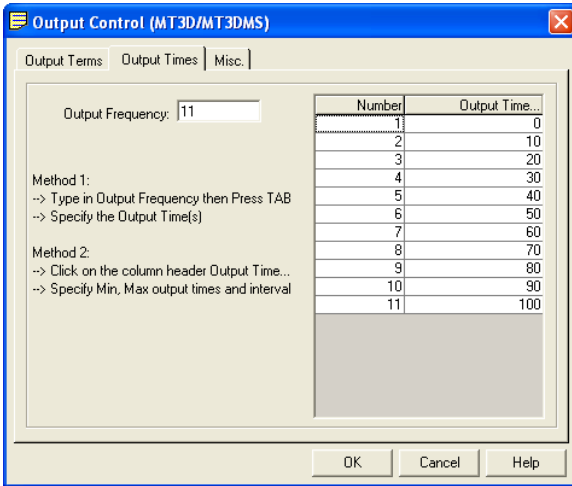 Output Control (MT3D/MT3DMS)
Output Terms Output Times Misc.
Output Frequency: 11
Method 1:
--> Type in Output Frequency then Press TAB
--> Specify the Output Time(s)
Method 2:
--> Click on the column header Output Time...
--> Specify Min, Max output times and interval
Number Output Time...
1 0
2 10
3 20
4 30
5 40
6 50
7 60
8 70
9 80
10 90
11 100
OK Cancel Help